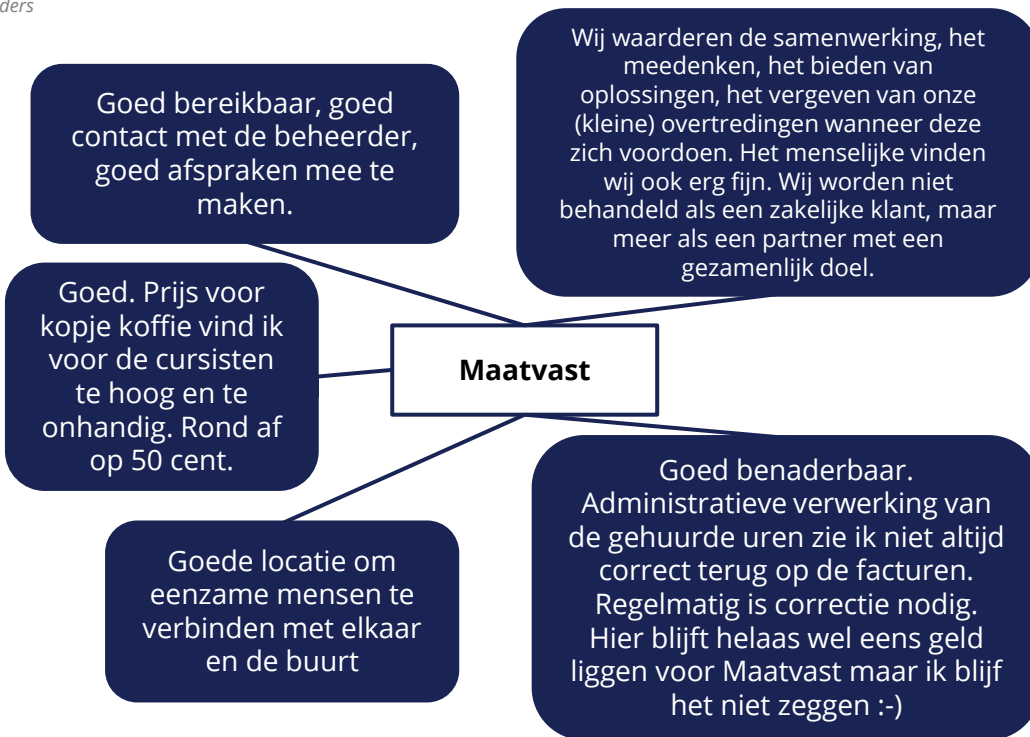 ders
Goed bereikbaar, goed
contact met de beheerder,
goed afspraken mee te
maken.
Wij waarderen de samenwerking, het
meedenken, het bieden van
oplossingen, het vergeven van onze
(kleine) overtredingen wanneer deze
zich voordoen. Het menselijke vinden
wij ook erg fijn. Wij worden niet
behandeld als een zakelijke klant, maar
meer als een partner met een
gezamenlijk doel.
Goed. Prijs voor
kopje koffie vind ik
voor de cursisten
te hoog en te
onhandig. Rond af
op 50 cent.
Maatvast
Goede locatie om
eenzame mensen te
verbinden met elkaar
en de buurt
Goed benaderbaar.
Administratieve verwerking van
de gehuurde uren zie ik niet altijd
correct terug op de facturen.
Regelmatig is correctie nodig.
Hier blijft helaas wel eens geld
liggen voor Maatvast maar ik blijf
het niet zeggen :-)